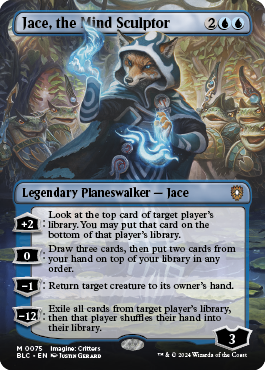 Jace, the Mind Sculptor 2
Legendary Planeswalker — Jace
+2: Look at the top card of target player's
library. You may put that card on the
bottom of that player's library.
0: Draw three cards, then put two cards from
your hand on top of your library in any
order.
−1: Return target creature to its owner's hand.
−12: Exile all cards from target player's library,
then that player shuffles their hand into
their library.
3
M 0075 Imagine: Critters
BLC • EN Justin Gerard ™ & © 2024 Wizards of the Coast